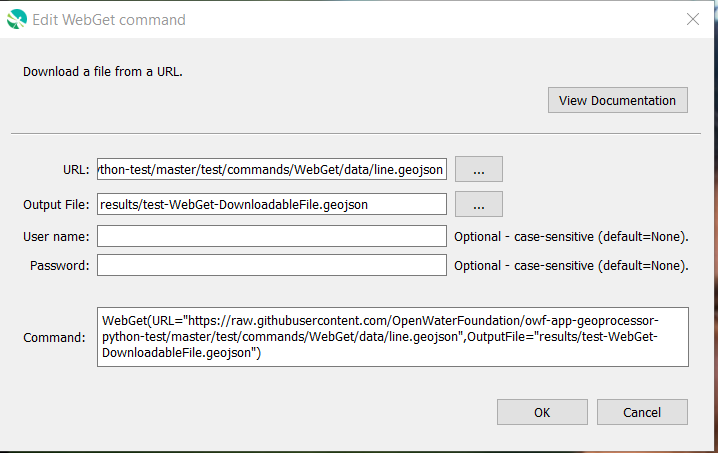 Edit WebGet command
Download a file from a URL.
View Documentation
URL: ython-test/master/test/commands/WebGet/data/line.geojson ...
Output File: results/test-WebGet-DownloadableFile.geojson ...
User name: Optional - case-sensitive (default=None).
Password: Optional - case-sensitive (default=None).
Command: WebGet(URL="https://raw.githubusercontent.com/OpenWaterFoundation/owf-app-geoprocessor-
python-test/master/test/commands/WebGet/data/line.geojson",OutputFile="results/test-WebGet-
DownloadableFile.geojson")
OK Cancel